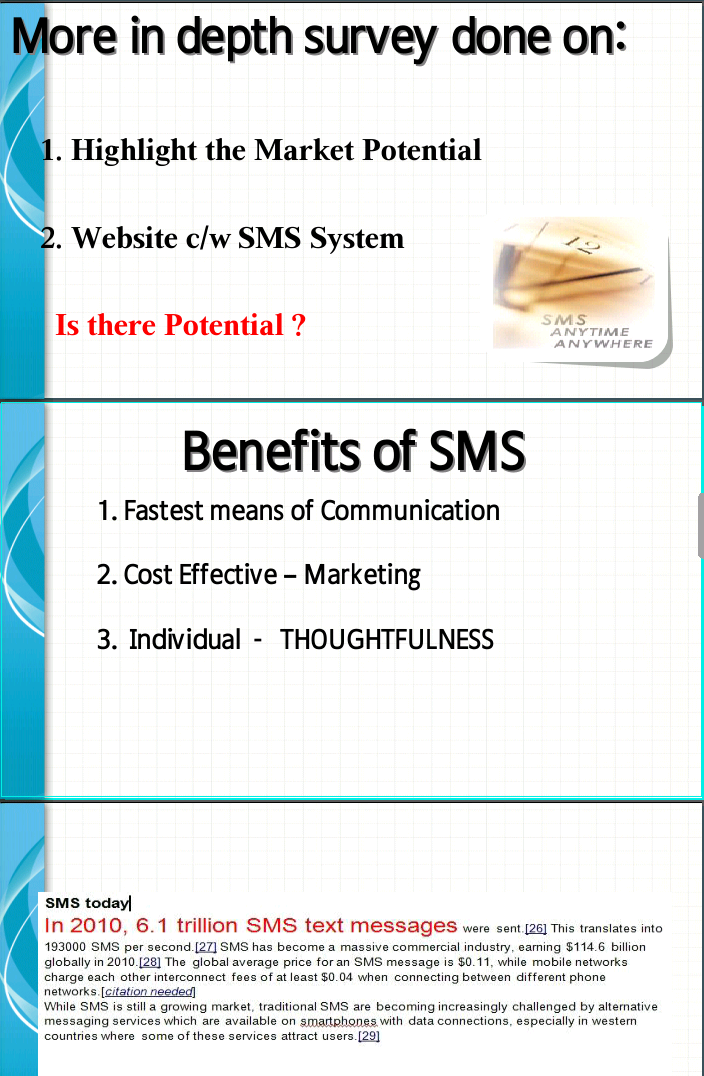 More in depth survey done on:
1. Highlight the Market Potential
2. Website c/w SMS System
Is there Potential ?
12
SMS
ANYTIME
ANYWHERE
Benefits of SMS
1. Fastest means of Communication
2. Cost Effective – Marketing
3. Individual - THOUGHTFULNESS
SMS today
In 2010, 6.1 trillion SMS text messages were sent.[26] This translates into
193000 SMS per second.[27] SMS has become a massive commercial industry, earning $114.6 billion
globally in 2010.[28] The global average price for an SMS message is $0.11, while mobile networks
charge each other interconnect fees of at least $0.04 when connecting between different phone
networks.[citation needed]
While SMS is still a growing market, traditional SMS are becoming increasingly challenged by alternative
messaging services which are available on smartphones with data connections, especially in western
countries where some of these services attract users.[29]